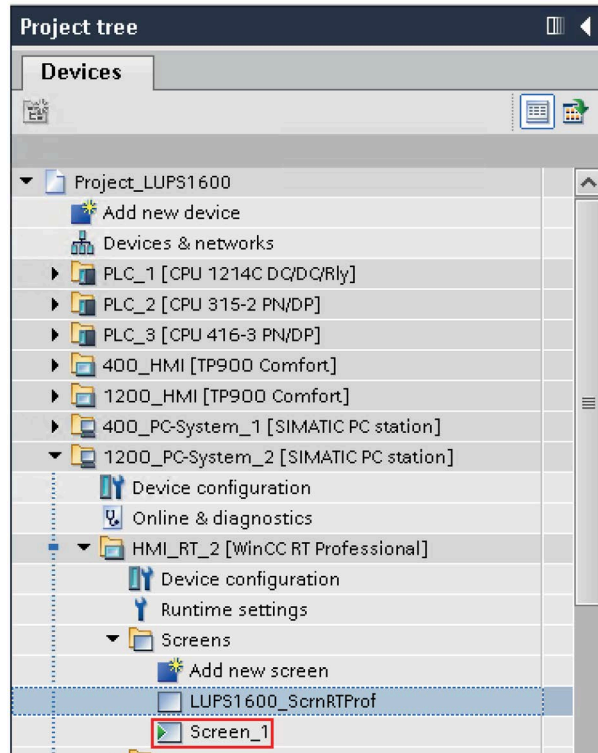 Project tree
Devices
Project_LUPS1600
Add new device
Devices & networks
PLC_1 [CPU 1214C DC/DC/Rly]
PLC_2 [CPU 315-2 PN/DP]
PLC_3 [CPU 416-3 PN/DP]
400_HMI [TP900 Comfort]
1200_HMI [TP900 Comfort]
400_PC-System_1 [SIMATIC PC station]
1200_PC-System_2 [SIMATIC PC station]
Device configuration
Online & diagnostics
HMI_RT_2 [WinCC RT Professional]
Device configuration
Runtime settings
Screens
Add new screen
LUPS1600_ScrnRTProf
Screen_1